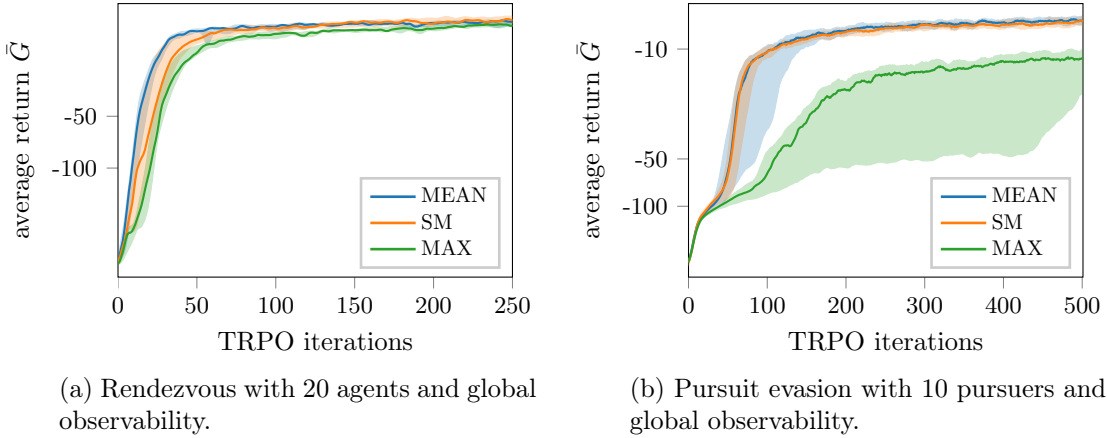 average return Ḡ
-50
-100
MEAN
SM
MAX
0 50 100 150 200 250
TRPO iterations
(a) Rendezvous with 20 agents and global
observability.
average return Ḡ
-10
-50
-100
MEAN
SM
MAX
0 100 200 300 400 500
TRPO iterations
(b) Pursuit evasion with 10 pursuers and
global observability.